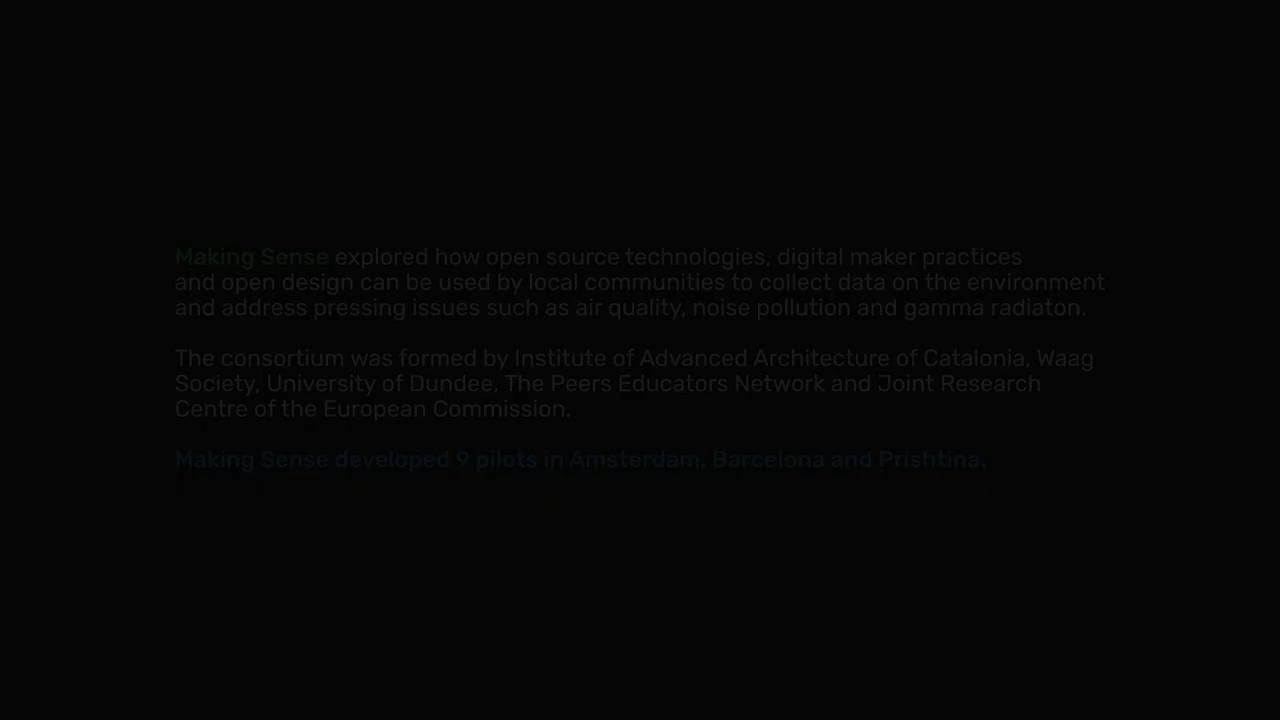 Making Sense explored how open source technologies, digital maker practices
and open design can be used by local communities to collect data on the environment
and address pressing issues such as air quality, noise pollution and gamma radiaton.
The consortium was formed by Institute of Advanced Architecture of Catalonia, Waag
Society, University of Dundee, The Peers Educators Network and Joint Research
Centre of the European Commission.
Making Sense developed 9 pilots in Amsterdam, Barcelona and Prishtina.